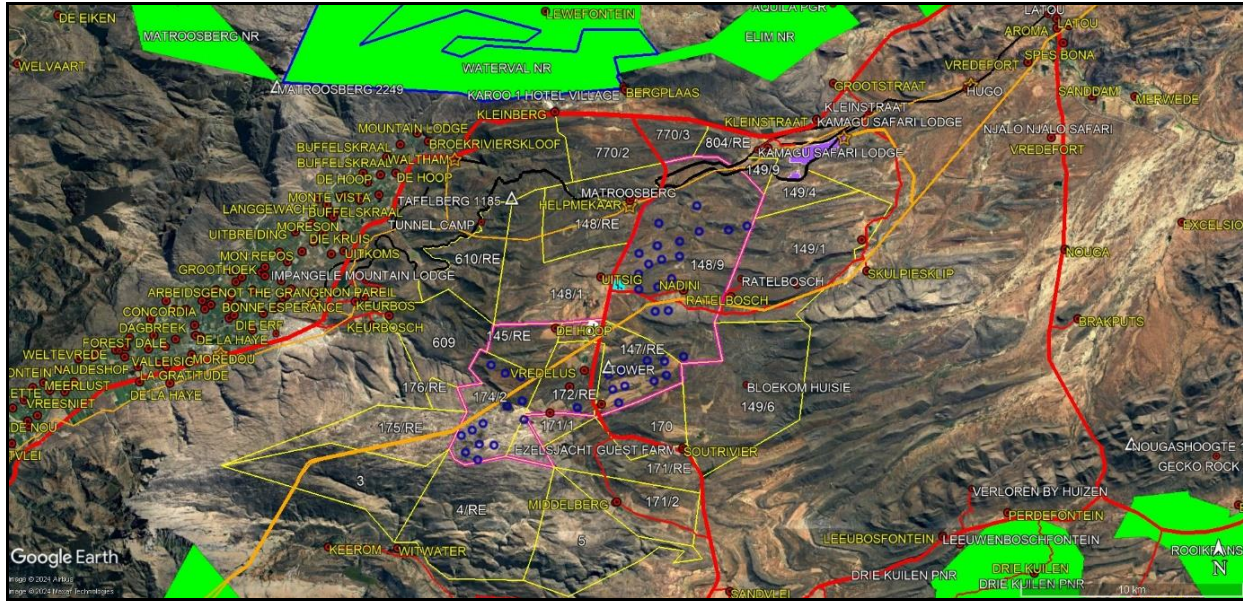 DE EIKEN
LEWEFONTEIN
AQUILA PGR
LATOU
LATOU
MATROOSBERG NR
ELIM NR
AROMA
SPES BONA
WELVAART
WATERVAL NR
VREDEFORT
MATROOSBERG 2249
KAROO 1 HOTEL VILLAGE
BERGPLAAS
GROOTSTRAAT
HUGO
SANDDAM
MERWEDE
KLEINBERG
KLEINSTRAAT
KLEINSTRAAT
KAMAGU SAFARI LODGE
MOUNTAIN LODGE
770/3
804/RE
NJALO NJALO SAFARI
BUFFELSKRAAL
BROEKRIVIERSKLOOF
770/2
KAMAGU SAFARI LODGE
VREDEFORT
BUFFELSKRAAL
WALTHAM
149/9
DE HOOP
DE HOOP
149/4
MATROOSBERG
MONTE VISTA
TAFELBERG 1185
HELPMEKAAR
LANGGEWACHT
BUFFELSKRAAL
148/RE
EXCELSIO
MORESON
TUNNEL CAMP
UITBREIDING
DIE KRUIS
149/1
MON REPOS
UITKOMS
610/RE
148/9
NOUGA
GROOTHOEK
IMPANGELE MOUNTAIN LODGE
UITSIG
RATELBOSCH
SKULPIESKLIP
ARBEIDSGENOT
THE GRANGE
NON PAREIL
148/1
NADINI
RATELBOSCH
CONCORDIA
BONNE ESPERANCE
KEURBOS
DAGBREEK
DIE ERF
KEURBOSCH
145/RE
DE HOOP
BRAKPUTS
FOREST DALE
DE LA HAYE
609
147/RE
WELTEVREDE
VALLEISIG
MOREDOU
NAUDESHOF
LA GRATITUDE
176/RE
VREDELUS
TOWER
MEERLUST
DE LA HAYE
174/2
172/RE
BLOEKOM HUISIE
VREESNIET
149/6
DE NOU
175/RE
171/1
170
TVLEI
EZELSJACHT GUEST FARM
SOUTRIVIER
NOUGASHOOGTE 1
GECKO ROCK
171/RE
3
VERLOREN BY HUIZEN
4/RE
MIDDELBERG
171/2
PERDEFONTEIN
5
LEEUBOSFONTEIN
LEEUWENBOSCHFONTEIN
KEEROM
WITWATER
ROOIKRANS
Google Earth
N
DRIE KUILEN PNR
DRIE KUILEN
DRIE KUILEN PNR
Image © 2024 Airbus
Image © 2024 Maxar Technologies
SANDVLEI
10 km